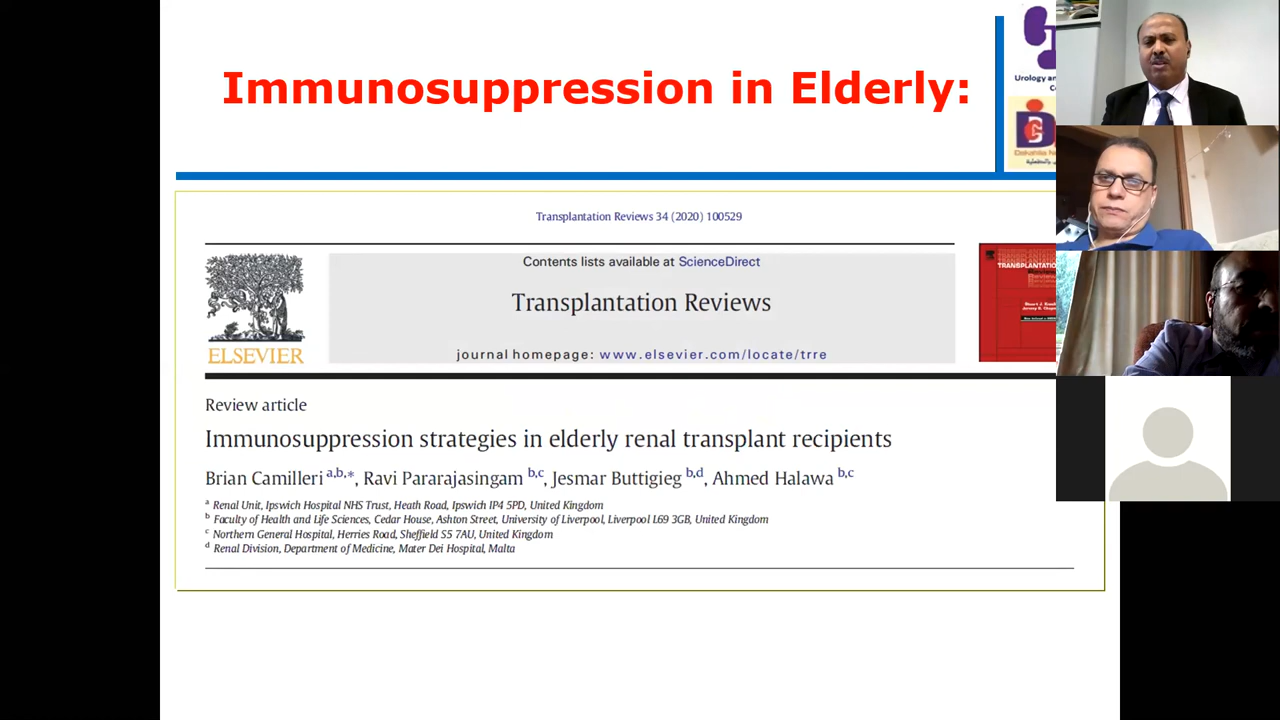 Immunosuppression in Elderly:
Urology and
Transplantation Reviews 34 (2020) 100529
Contents lists available at ScienceDirect
Transplantation Reviews
journal homepage: www.elsevier.com/locate/trre
ELSEVIER
Review article
Immunosuppression strategies in elderly renal transplant recipients
Brian Camilleri a,b,*, Ravi Pararajasingam b,c, Jesmar Buttigieg b,d, Ahmed Halawa b,c
a Renal Unit, Ipswich Hospital NHS Trust, Heath Road, Ipswich IP4 5PD, United Kingdom
b Faculty of Health and Life Sciences, Cedar House, Ashton Street, University of Liverpool, Liverpool L69 3GB, United Kingdom
c Northern General Hospital, Herries Road, Sheffield S5 7AU, United Kingdom
d Renal Division, Department of Medicine, Mater Dei Hospital, Malta